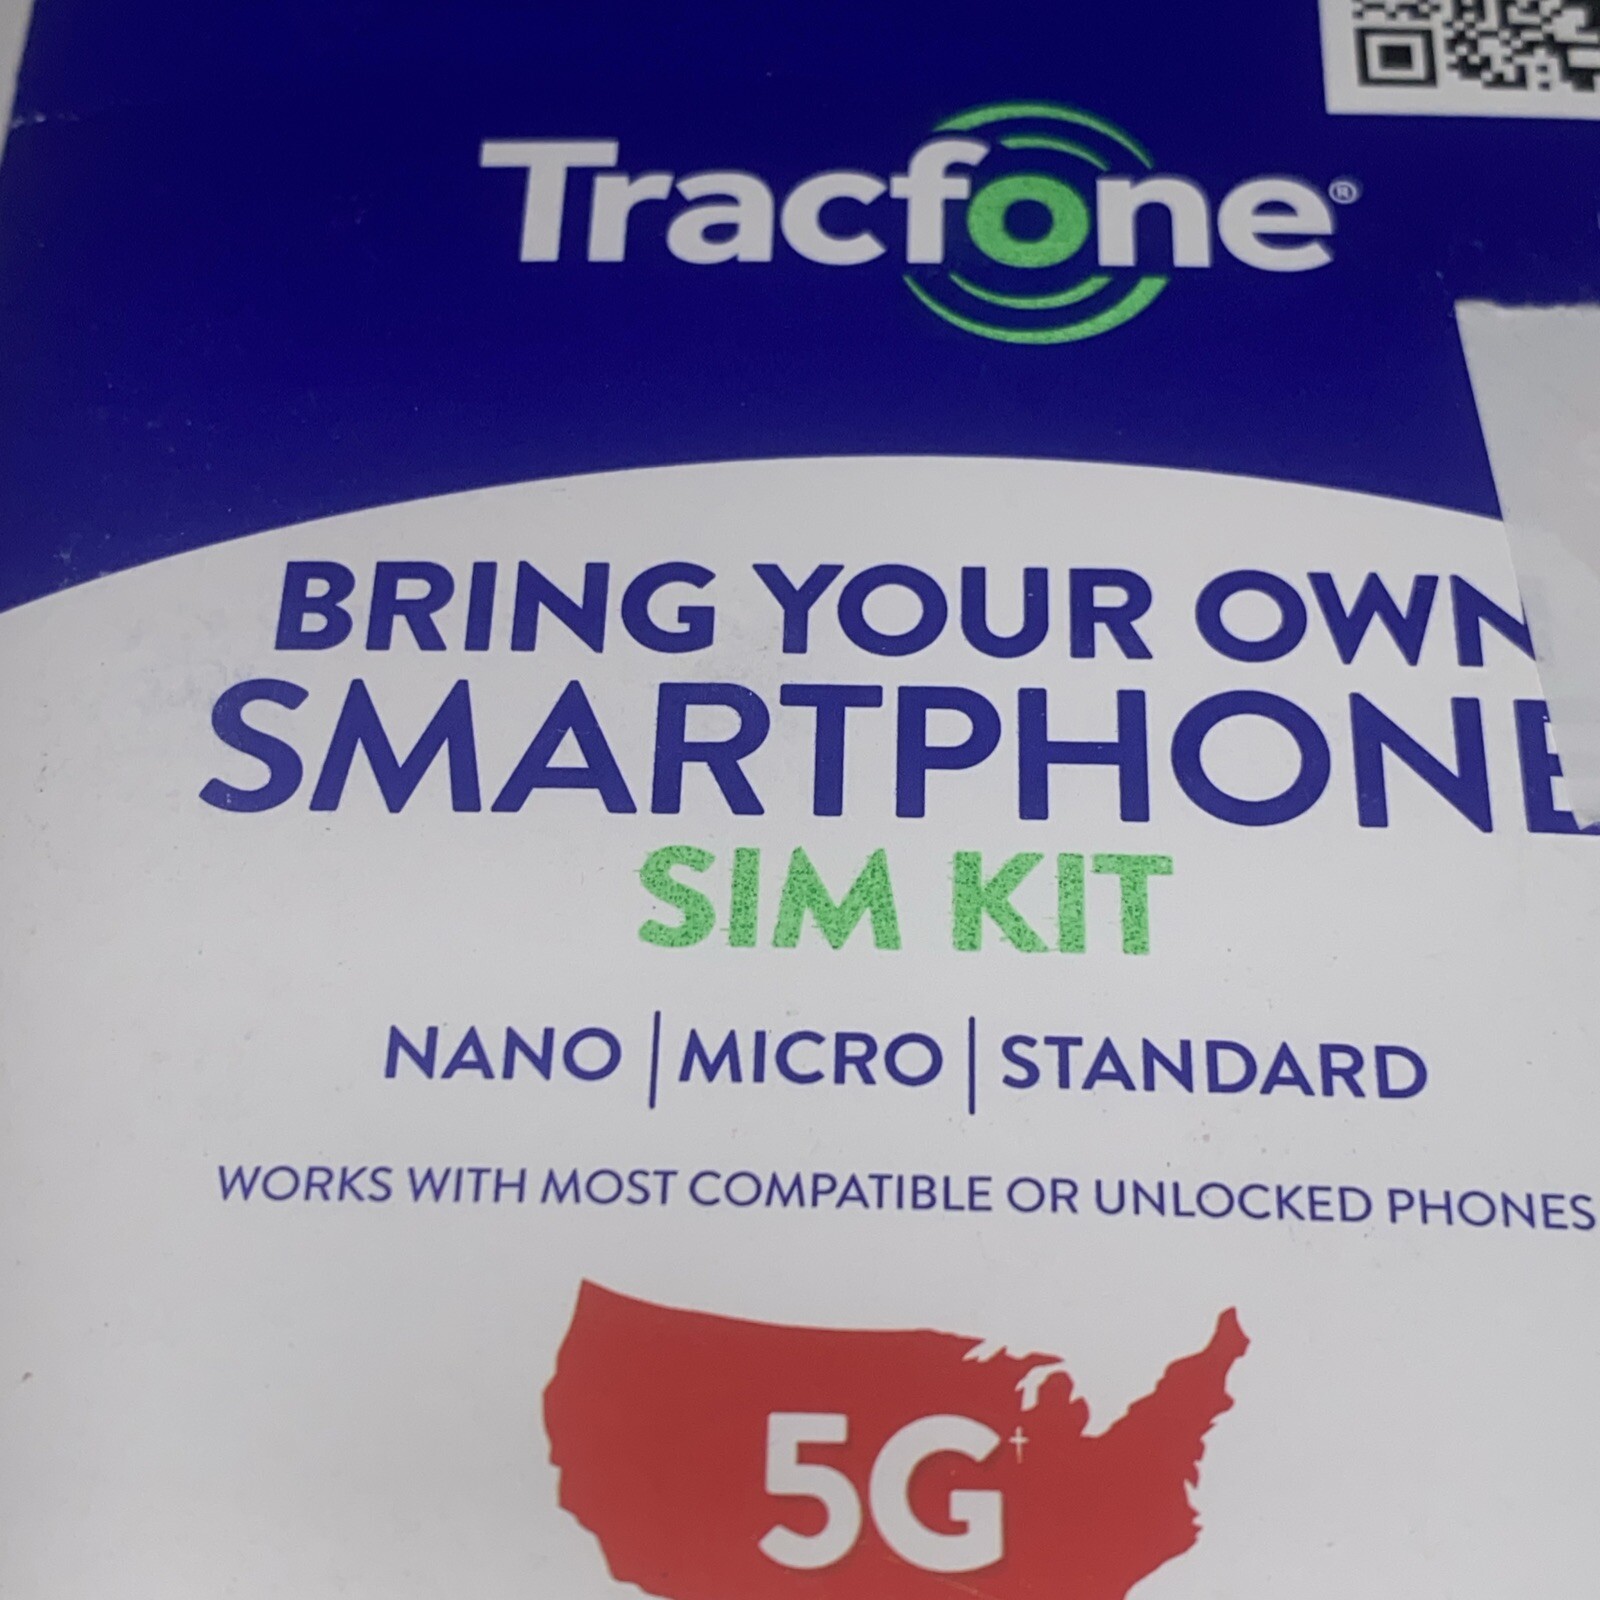 Tracfone®
BRING YOUR OWN
SMARTPHONE
SIM KIT
NANO | MICRO | STANDARD
WORKS WITH MOST COMPATIBLE OR UNLOCKED PHONES
5G†